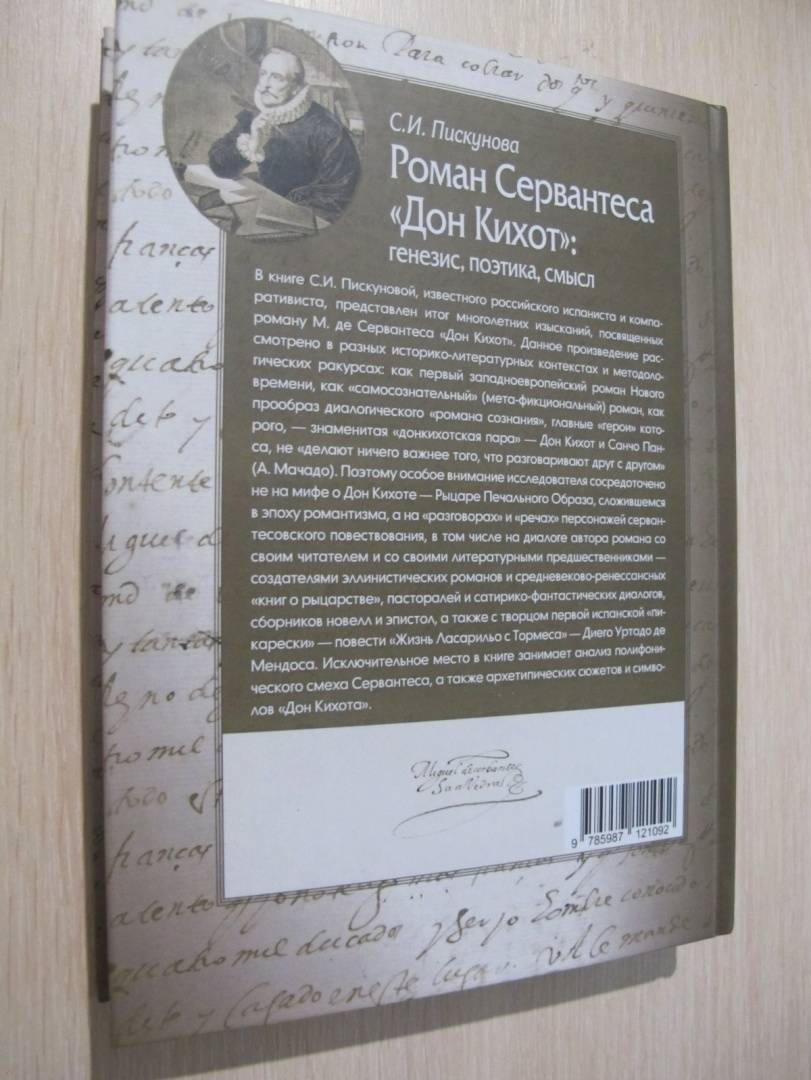 С.И. Пискунова
Роман Сервантеса
«Дон Кихот»:
генезис, поэтика, смысл
В книге С.И. Пискуновой, известного российского испаниста и компа-
ративиста, представлен итог многолетних изысканий, посвященных
роману М. де Сервантеса «Дон Кихот». Данное произведение рас-
смотрено в разных историко-литературных контекстах и методоло-
гических ракурсах: как первый западноевропейский роман Нового
времени, как «самосознательный» (мета-фикциональный) роман, как
прообраз диалогического «романа сознания», главные «герои» кото-
рого, — знаменитая «донкихотская пара» — Дон Кихот и Санчо Пан-
са, не «делают ничего важнее того, что разговаривают друг с другом»
(А. Мачадо). Поэтому особое внимание исследователя сосредоточено
не на мифе о Дон Кихоте — Рыцаре Печального Образа, сложившемся
в эпоху романтизма, а на «разговорах» и «речах» персонажей серван-
тесовского повествования, в том числе на диалоге автора романа со
своим читателем и со своими литературными предшественниками —
создателями эллинистических романов и средневеково-ренессансных
«книг о рыцарстве», пасторалей и сатирико-фантастических диалогов,
сборников новелл и эпистол, а также с творцом первой испанской «пи-
карески» — повести «Жизнь Ласарильо с Тормеса» — Диего Уртадо де
Мендоса. Исключительное место в книге занимает анализ полифони-
ческого смеха Сервантеса, а также архетипических сюжетов и симво-
лов «Дон Кихота».
Miguel de Cerbantes
Saavedra
9 785987 121092